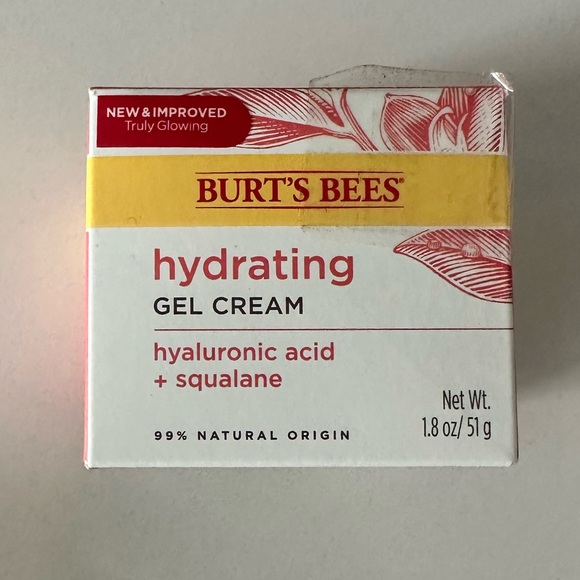 NEW & IMPROVED
Truly Glowing
BURT'S BEES®
hydrating
GEL CREAM
hyaluronic acid
+ squalane
99% NATURAL ORIGIN
Net Wt.
1.8 oz/ 51 g